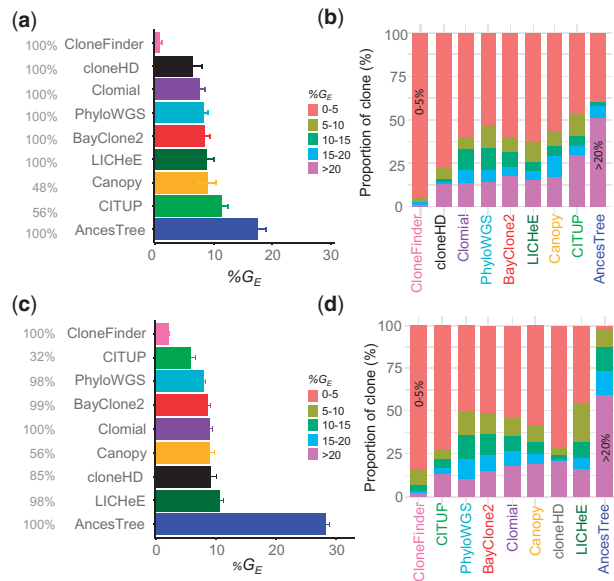 (a)
100% CloneFinder
100% cloneHD
100% Clomial
100% PhyloWGS
100% BayClone2
100% LICHeE
48% Canopy
56% CITUP
100% AncesTree
0 10 20 30
%G_E
%G_E
0-5
5-10
10-15
15-20
>20
(b)
Proportion of clone (%)
100
75
50
25
0
0-5%
>20%
CloneFinder
cloneHD
Clomial
PhyloWGS
BayClone2
LICHeE
Canopy
CITUP
AncesTree
(c)
100% CloneFinder
32% CITUP
98% PhyloWGS
99% BayClone2
100% Clomial
56% Canopy
85% cloneHD
98% LICHeE
100% AncesTree
0 10 20 30
%G_E
%G_E
0-5
5-10
10-15
15-20
>20
(d)
Proportion of clone (%)
100
75
50
25
0
0-5%
>20%
CloneFinder
CITUP
PhyloWGS
BayClone2
Clomial
Canopy
cloneHD
LICHeE
AncesTree